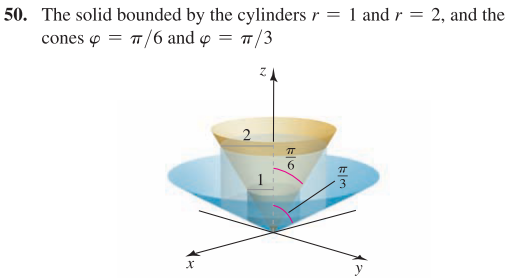 50. The solid bounded by the cylinders r = 1 and r = 2, and the
cones φ = π/6 and φ = π/3
z
2
π/6
1
π/3
x
y